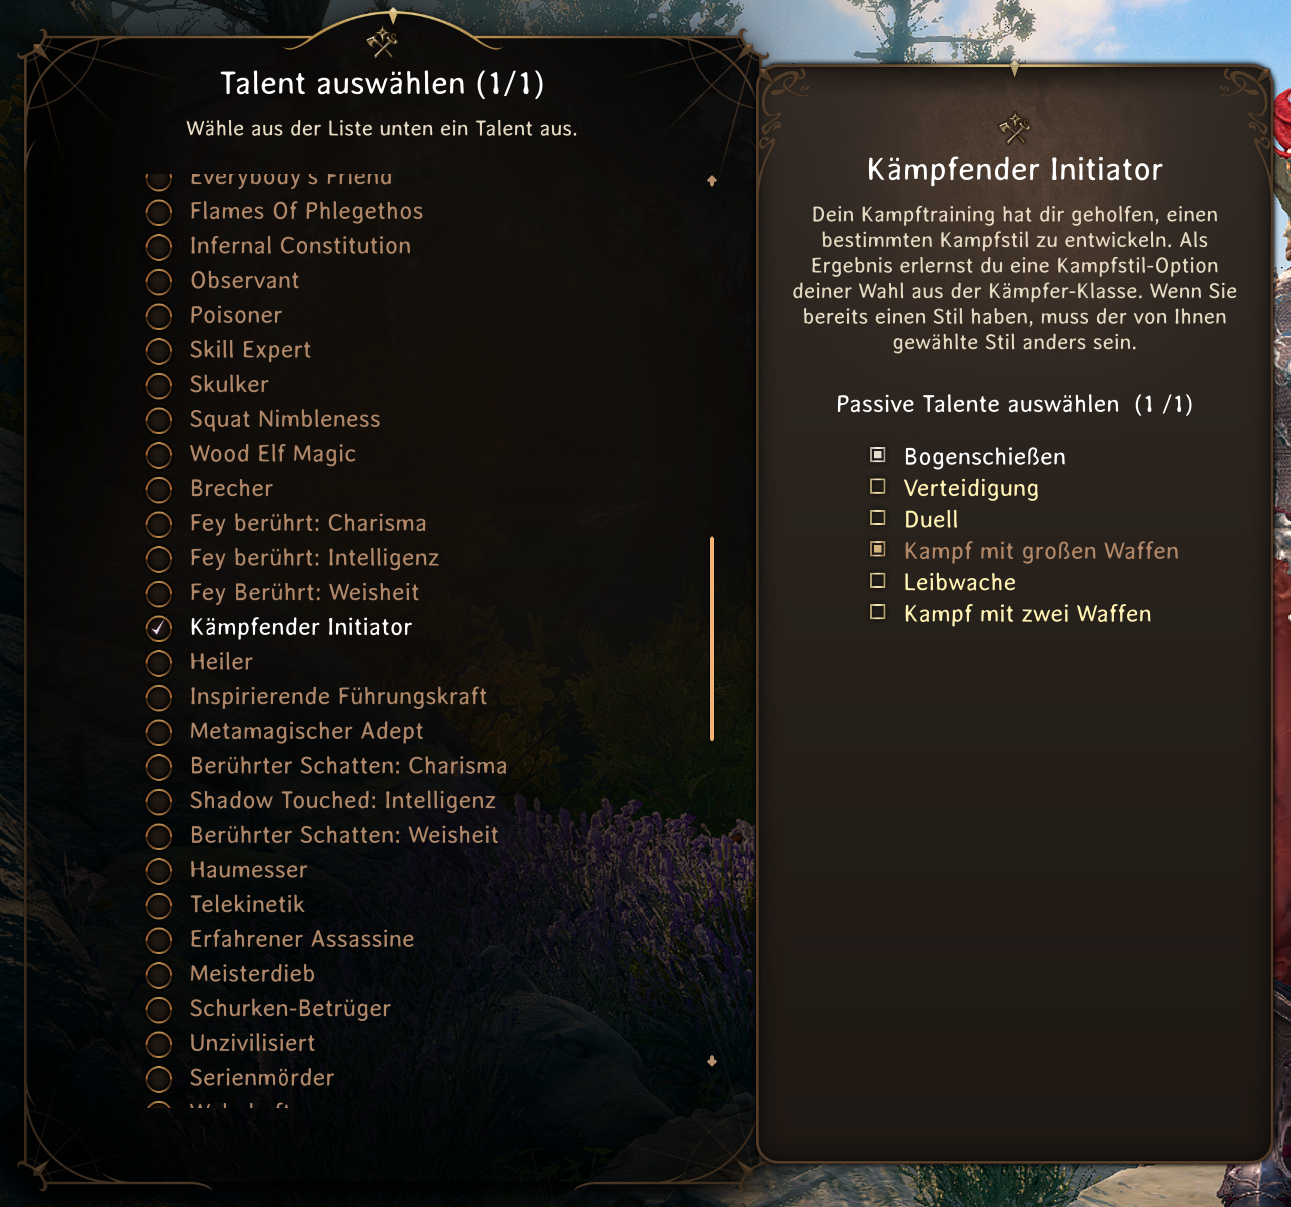 Talent auswählen (1/1)
Wähle aus der Liste unten ein Talent aus.
Everybody's Friend
Flames Of Phlegethos
Infernal Constitution
Observant
Poisoner
Skill Expert
Skulker
Squat Nimbleness
Wood Elf Magic
Brecher
Fey berührt: Charisma
Fey berührt: Intelligenz
Fey Berührt: Weisheit
Kämpfender Initiator
Heiler
Inspirierende Führungskraft
Metamagischer Adept
Berührter Schatten: Charisma
Shadow Touched: Intelligenz
Berührter Schatten: Weisheit
Haumesser
Telekinetik
Erfahrener Assassine
Meisterdieb
Schurken-Betrüger
Unzivilisiert
Serienmörder
Kämpfender Initiator
Dein Kampftraining hat dir geholfen, einen
bestimmten Kampfstil zu entwickeln. Als
Ergebnis erlernst du eine Kampfstil-Option
deiner Wahl aus der Kämpfer-Klasse. Wenn Sie
bereits einen Stil haben, muss der von Ihnen
gewählte Stil anders sein.
Passive Talente auswählen (1 /1)
Bogenschießen
Verteidigung
Duell
Kampf mit großen Waffen
Leibwache
Kampf mit zwei Waffen